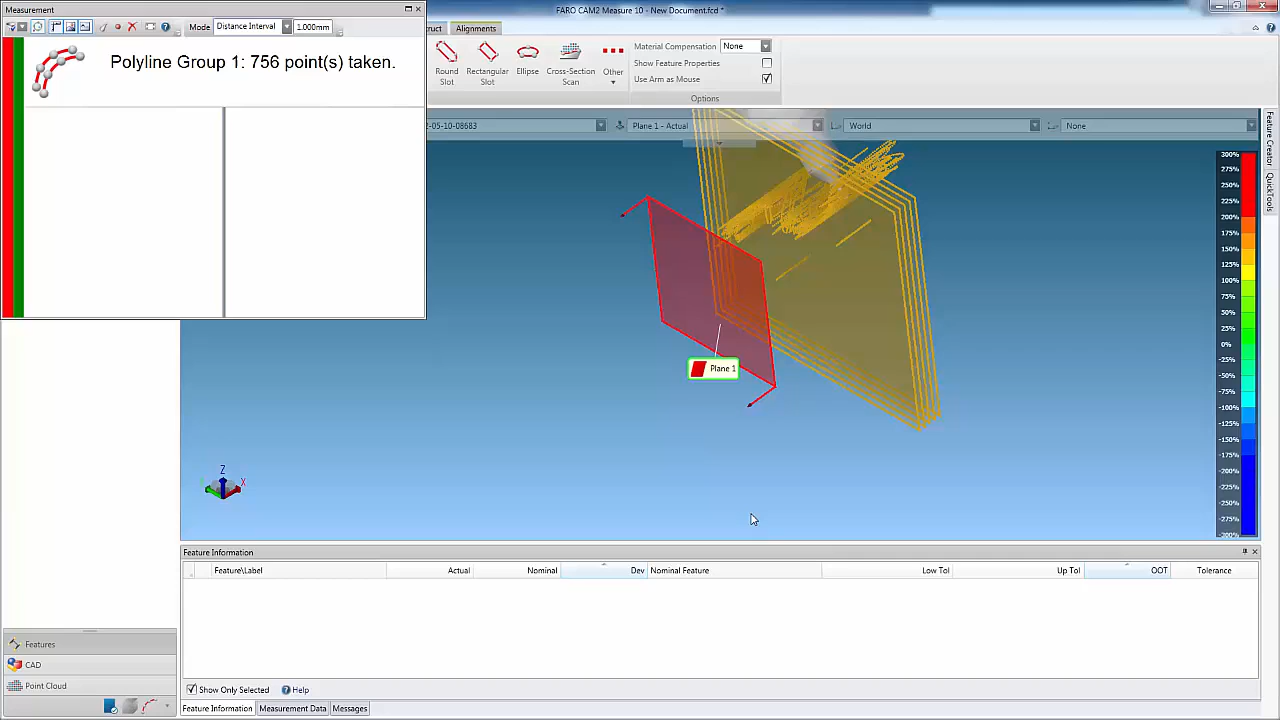 FARO CAM2 Measure 10 - New Document.fcd *
Measurement
Mode Distance Interval 1.000mm
Polyline Group 1: 756 point(s) taken.
Alignments
Round Slot
Rectangular Slot
Ellipse
Cross-Section Scan
Other
Material Compensation None
Show Feature Properties
Use Arm as Mouse
Options
2-05-10-08683
Plane 1 - Actual
World
None
Feature Creator
QuickTools
300%
275%
250%
225%
200%
175%
150%
125%
100%
75%
50%
25%
0%
-25%
-50%
-75%
-100%
-125%
-150%
-175%
-200%
-225%
-250%
-275%
-300%
Plane 1
Z
X
Feature Information
Feature\Label Actual Nominal Dev Nominal Feature Low Tol Up Tol OOT Tolerance
Features
CAD
Point Cloud
Show Only Selected Help
Feature Information Measurement Data Messages